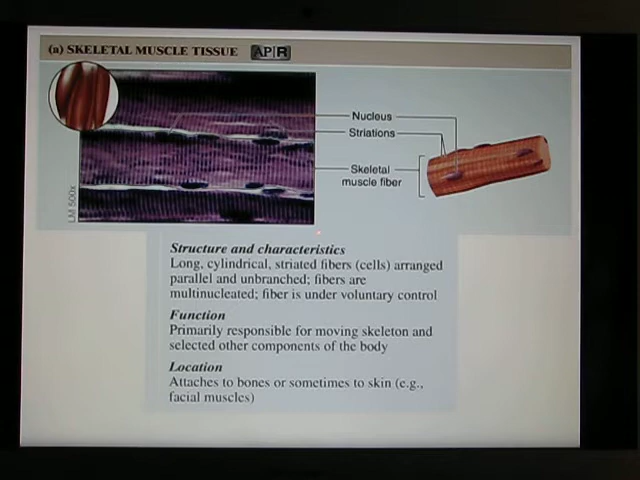 (a) SKELETAL MUSCLE TISSUE AP|R
Nucleus
Striations
Skeletal
muscle fiber
LM 500x
Structure and characteristics
Long, cylindrical, striated fibers (cells) arranged
parallel and unbranched; fibers are
multinucleated; fiber is under voluntary control
Function
Primarily responsible for moving skeleton and
selected other components of the body
Location
Attaches to bones or sometimes to skin (e.g.,
facial muscles)